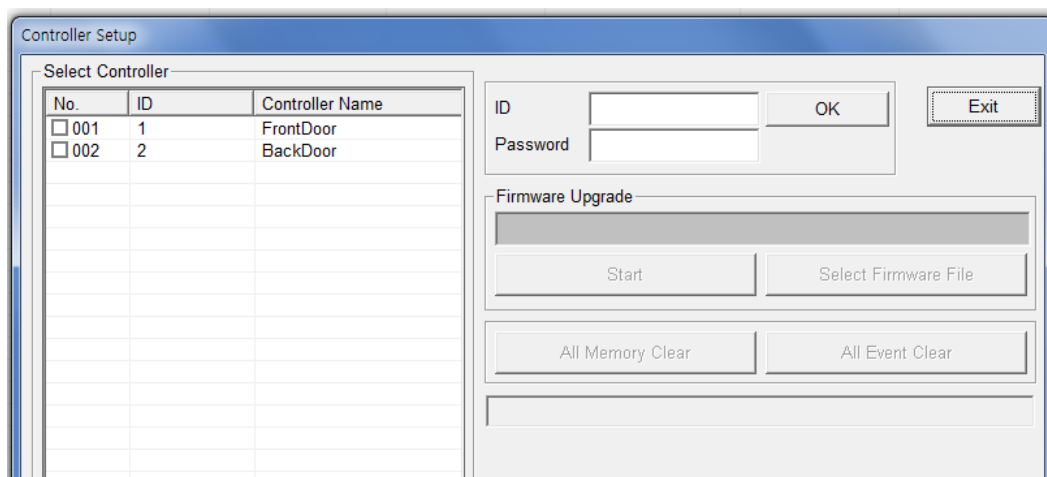 Controller Setup
Select Controller
No. ID Controller Name
001 1 FrontDoor
002 2 BackDoor
ID OK Exit
Password
Firmware Upgrade
Start Select Firmware File
All Memory Clear All Event Clear